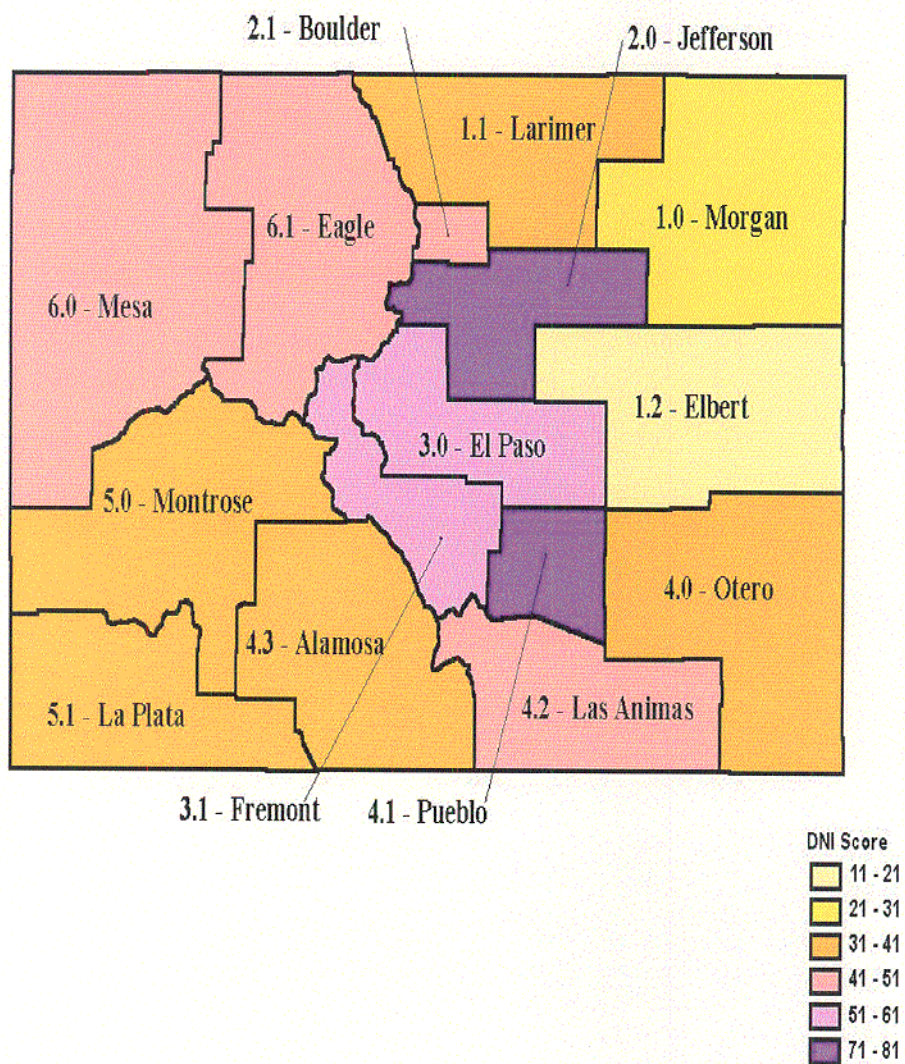 2.1 - Boulder
2.0 - Jefferson
1.1 - Larimer
1.0 - Morgan
6.1 - Eagle
6.0 - Mesa
1.2 - Elbert
3.0 - El Paso
5.0 - Montrose
4.0 - Otero
4.3 - Alamosa
4.2 - Las Animas
5.1 - La Plata
3.1 - Fremont
4.1 - Pueblo
DNI Score
11 - 21
21 - 31
31 - 41
41 - 51
51 - 61
71 - 81